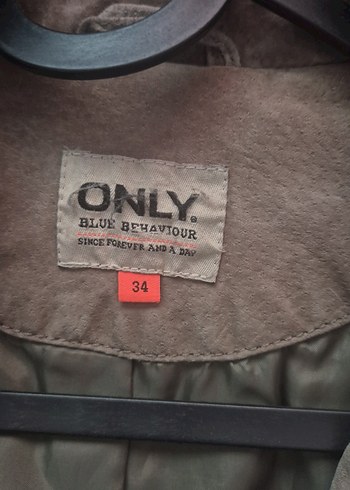 ONLY®
BLUE BEHAVIOUR
SINCE FOREVER AND A DAY
34